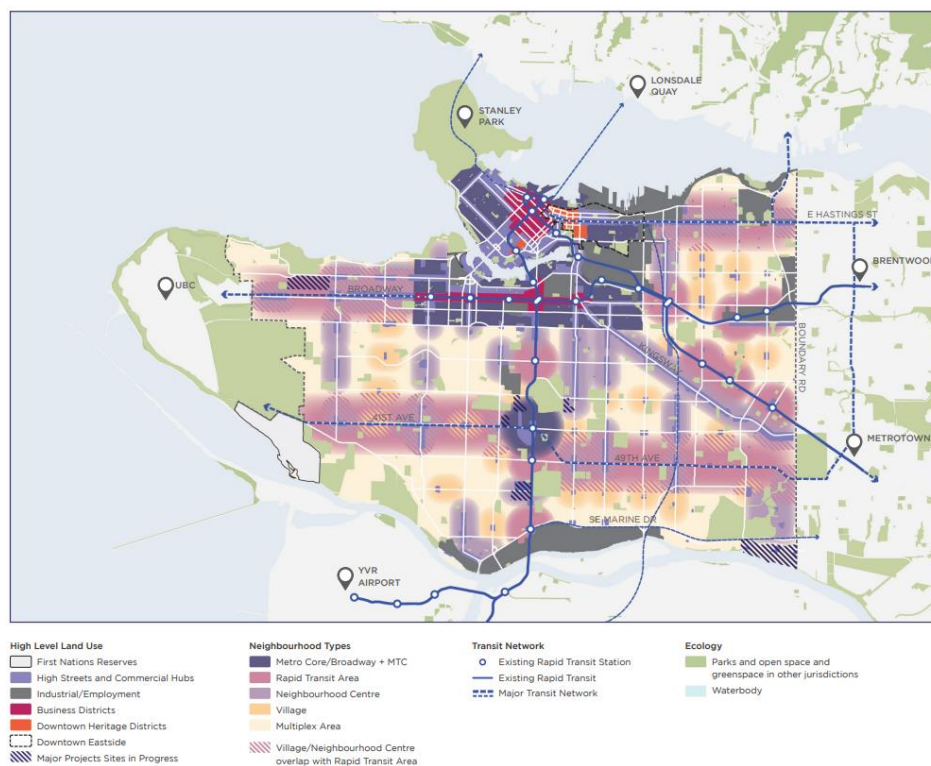 LONSDALE
QUAY
STANLEY
PARK
E HASTINGS ST
BRENTWOOD
UBC
BROADWAY
BOUNDARY RD
KINGSWAY
41ST AVE
METROTOWN
49TH AVE
SE MARINE DR
YVR
AIRPORT
High Level Land Use
First Nations Reserves
High Streets and Commercial Hubs
Industrial/Employment
Business Districts
Downtown Heritage Districts
Downtown Eastside
Major Projects Sites in Progress
Neighbourhood Types
Metro Core/Broadway + MTC
Rapid Transit Area
Neighbourhood Centre
Village
Multiplex Area
Village/Neighbourhood Centre
overlap with Rapid Transit Area
Transit Network
Existing Rapid Transit Station
Existing Rapid Transit
Major Transit Network
Ecology
Parks and open space and
greenspace in other jurisdictions
Waterbody